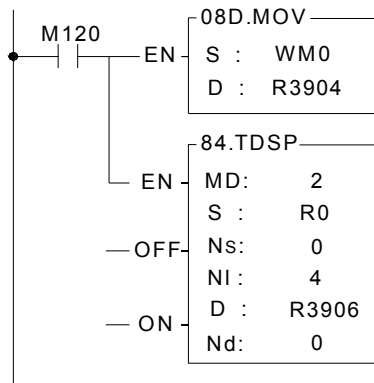 08D.MOV
M120
EN S : WM0
D : R3904
84.TDSP
EN MD: 2
S : R0
OFF Ns: 0
Nl : 4
D : R3906
ON
Nd: 0